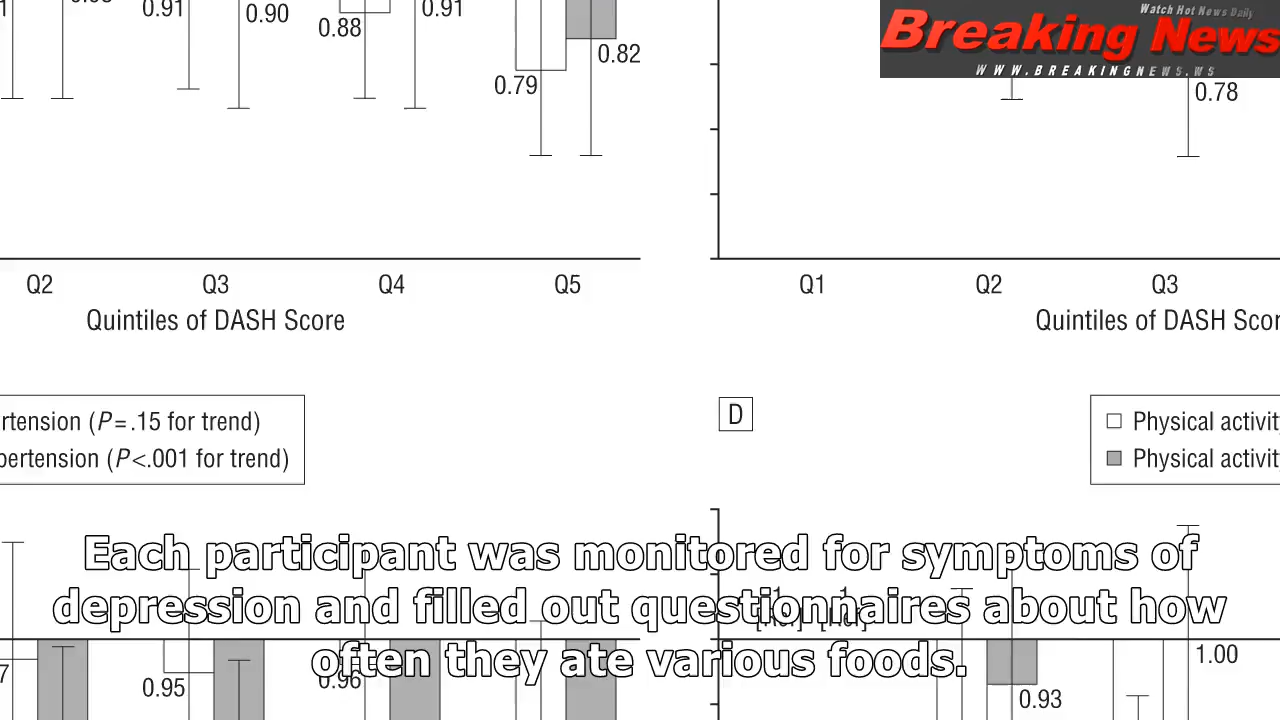 Watch Hot News Daily
Breaking News
WWW.BREAKINGNEWS.WS
0.91
0.90
0.88
0.91
0.79
0.82
0.78
Q2 Q3 Q4 Q5
Quintiles of DASH Score
Q1 Q2 Q3
Quintiles of DASH Scor
rtension (P=.15 for trend)
pertension (P<.001 for trend)
D
Physical activity
Physical activity
Each participant was monitored for symptoms of
depression and filled out questionnaires about how
often they ate various foods.
0.95
0.96
1.00
0.93